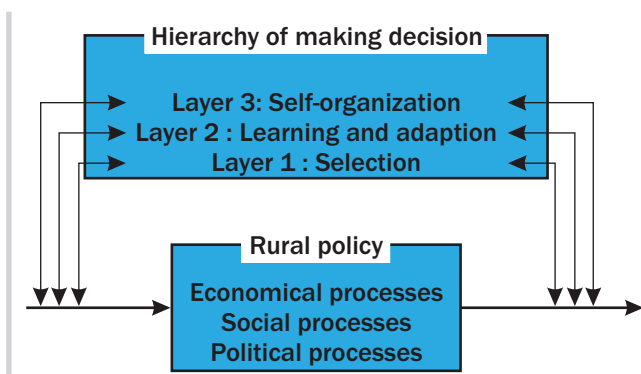 Hierarchy of making decision
Layer 3: Self-organization
Layer 2 : Learning and adaption
Layer 1 : Selection
Rural policy
Economical processes
Social processes
Political processes